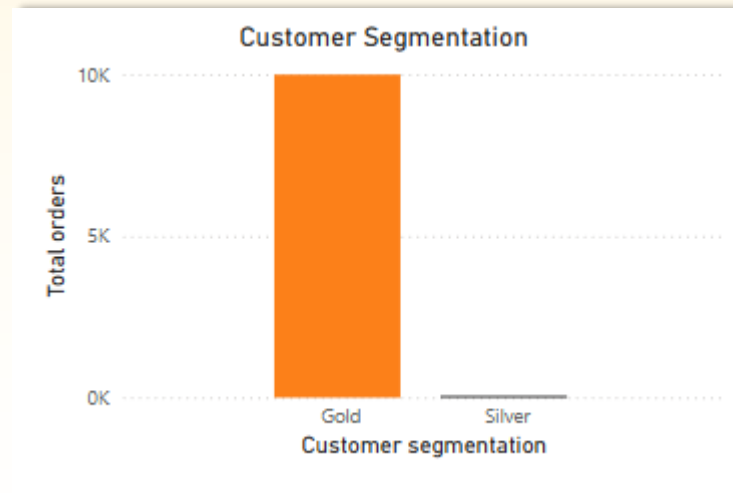 Customer Segmentation
10K
5K
0K
Total orders
Gold Silver
Customer segmentation